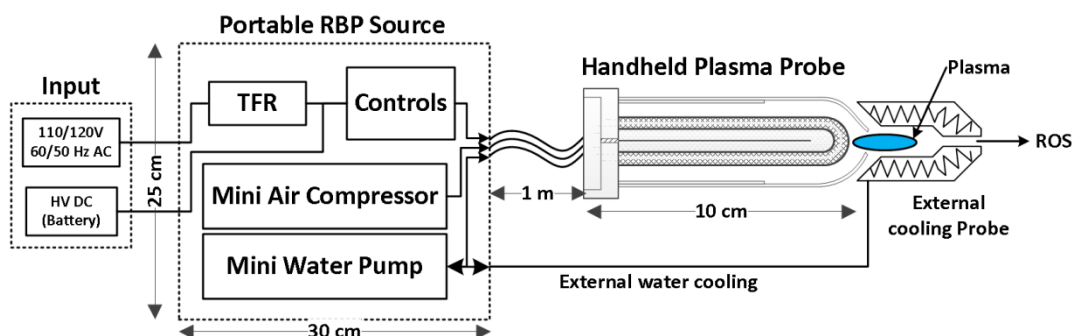 Portable RBP Source
Input
110/120V
60/50 Hz AC
HV DC
(Battery)
25 cm
TFR
Controls
Mini Air Compressor
Mini Water Pump
30 cm
1 m
Handheld Plasma Probe
Plasma
ROS
10 cm
External
cooling Probe
External water cooling